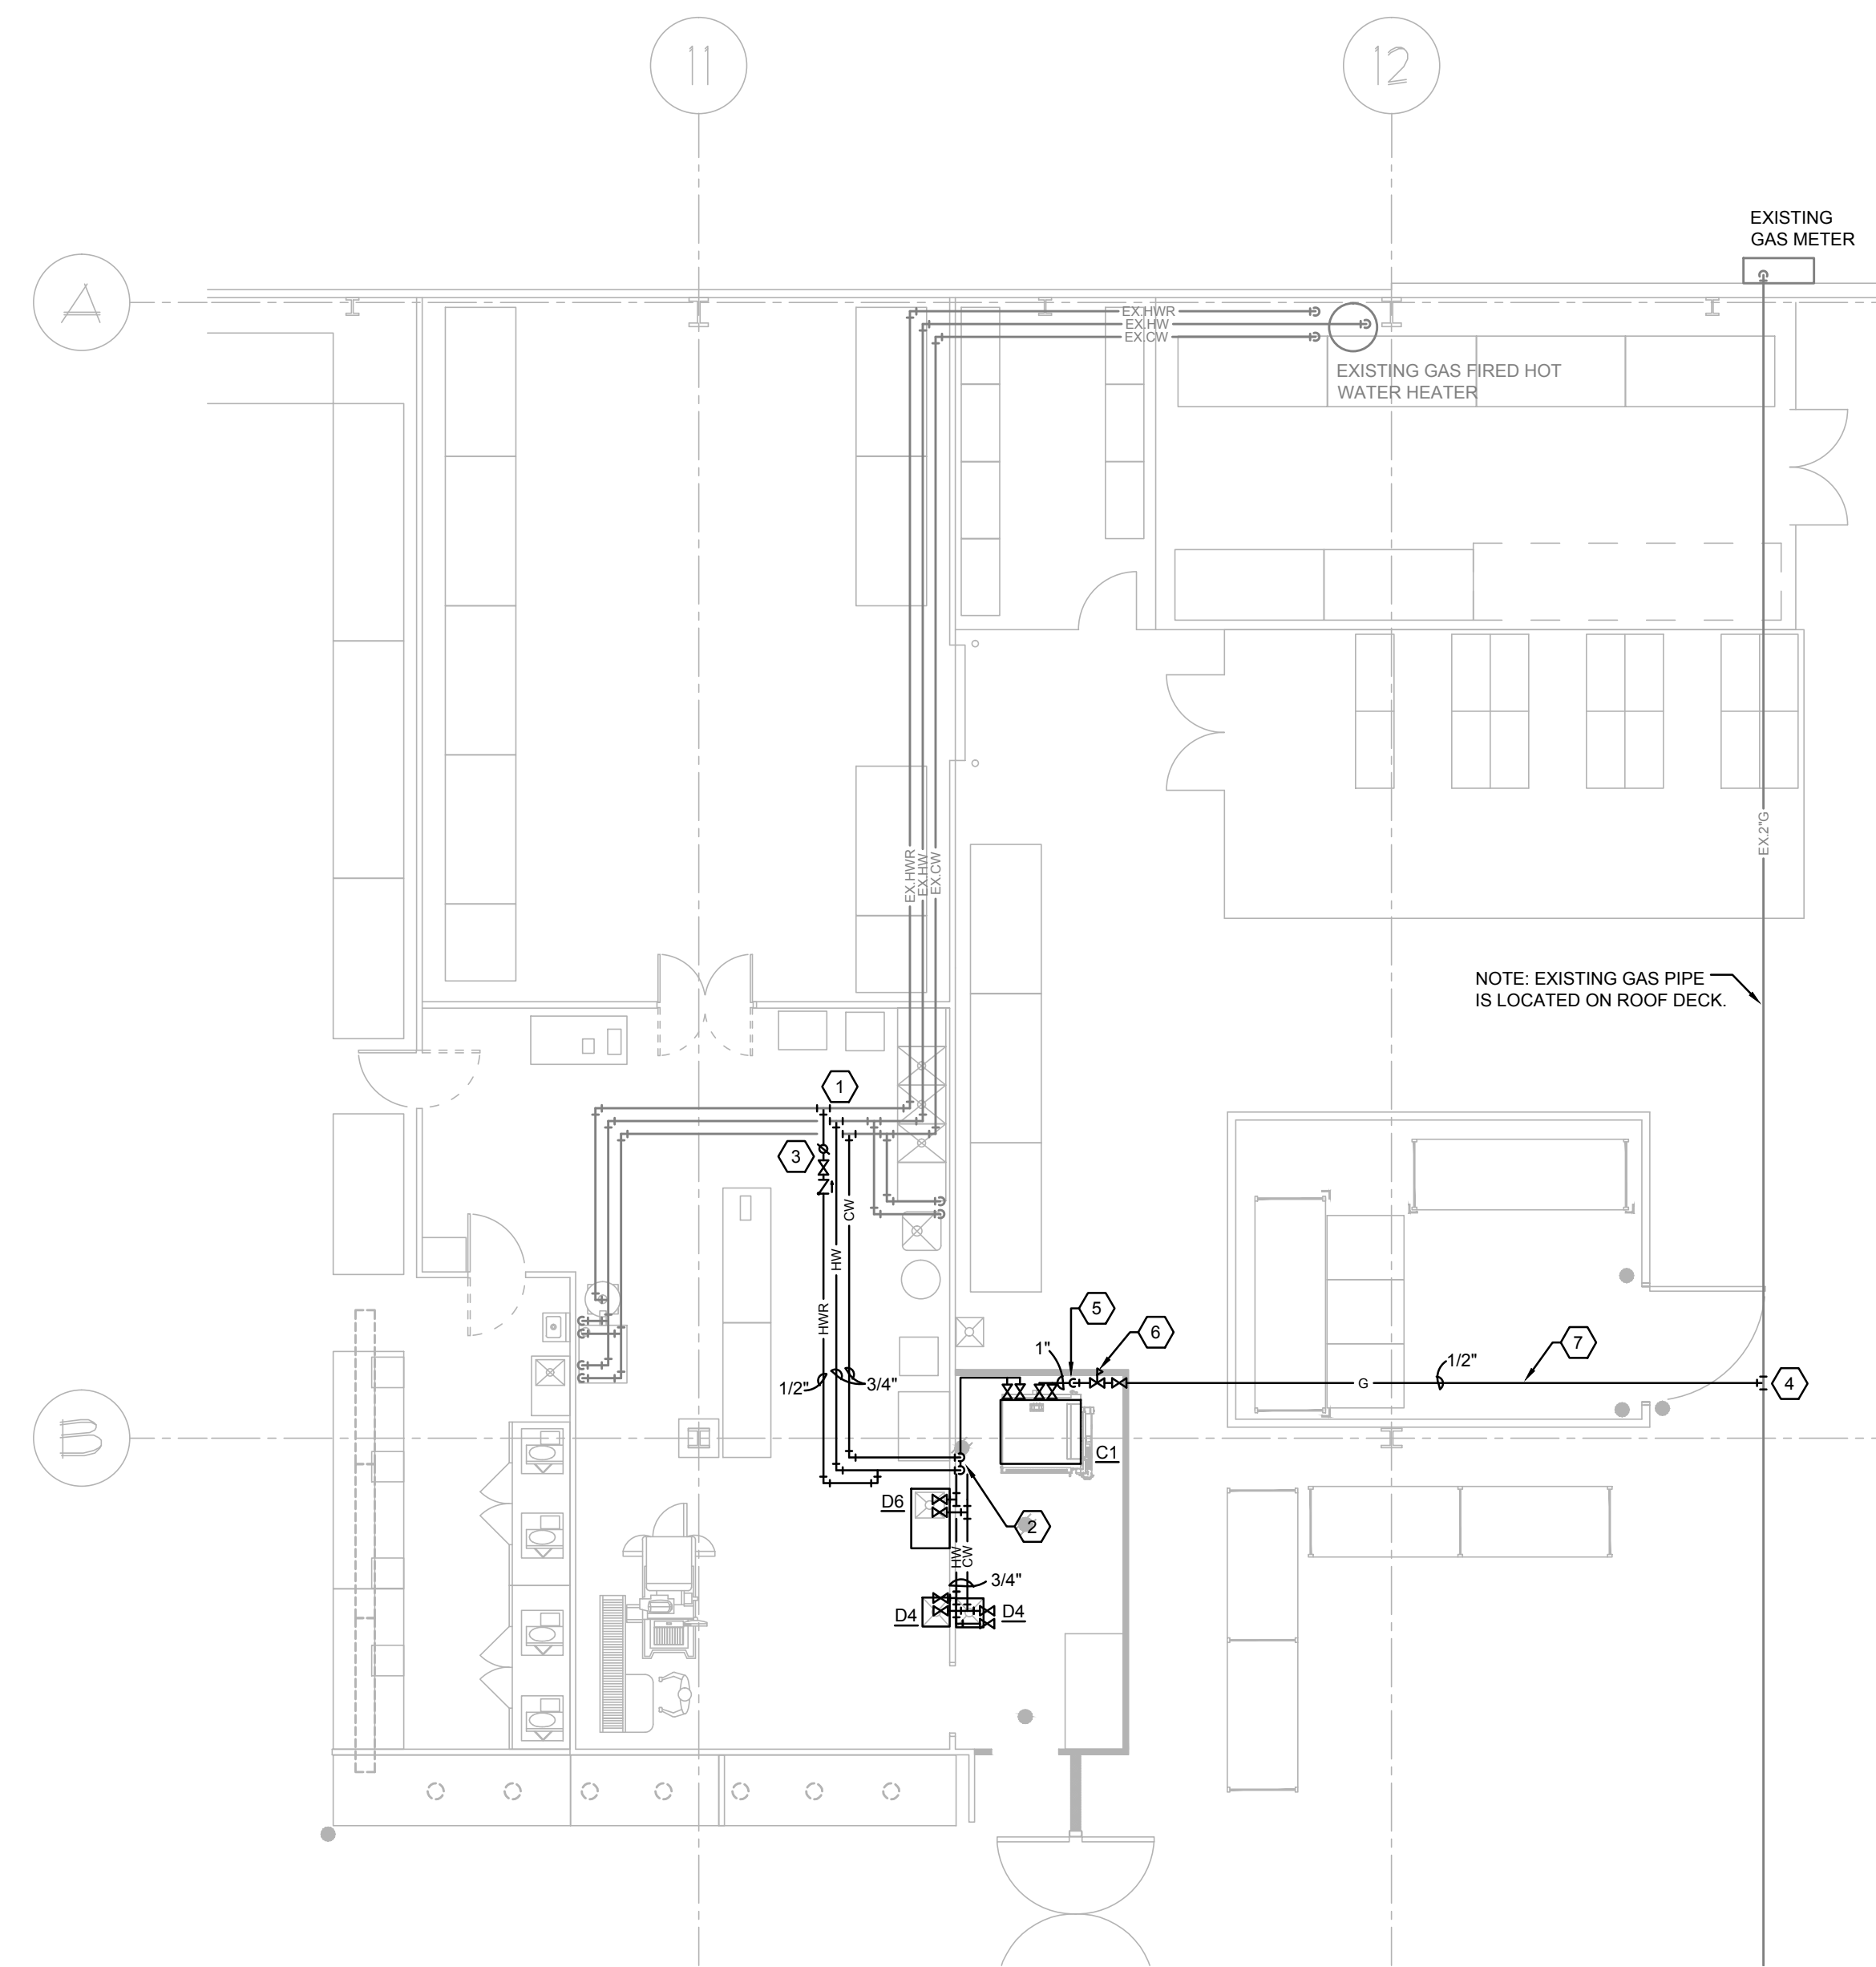 11
12
EXISTING
GAS METER
A
EX.HWR
EX.HW
EX.CW
EXISTING GAS FIRED HOT
WATER HEATER
EX.2"G
EX.HWR
EX.HW
EX.CW
NOTE: EXISTING GAS PIPE
IS LOCATED ON ROOF DECK.
1
3
CW
HW
HWR
5
6
1"
7
1/2"
1/2"
3/4"
G
4
B
C1
D6
2
HW
CW
3/4"
D4
D4